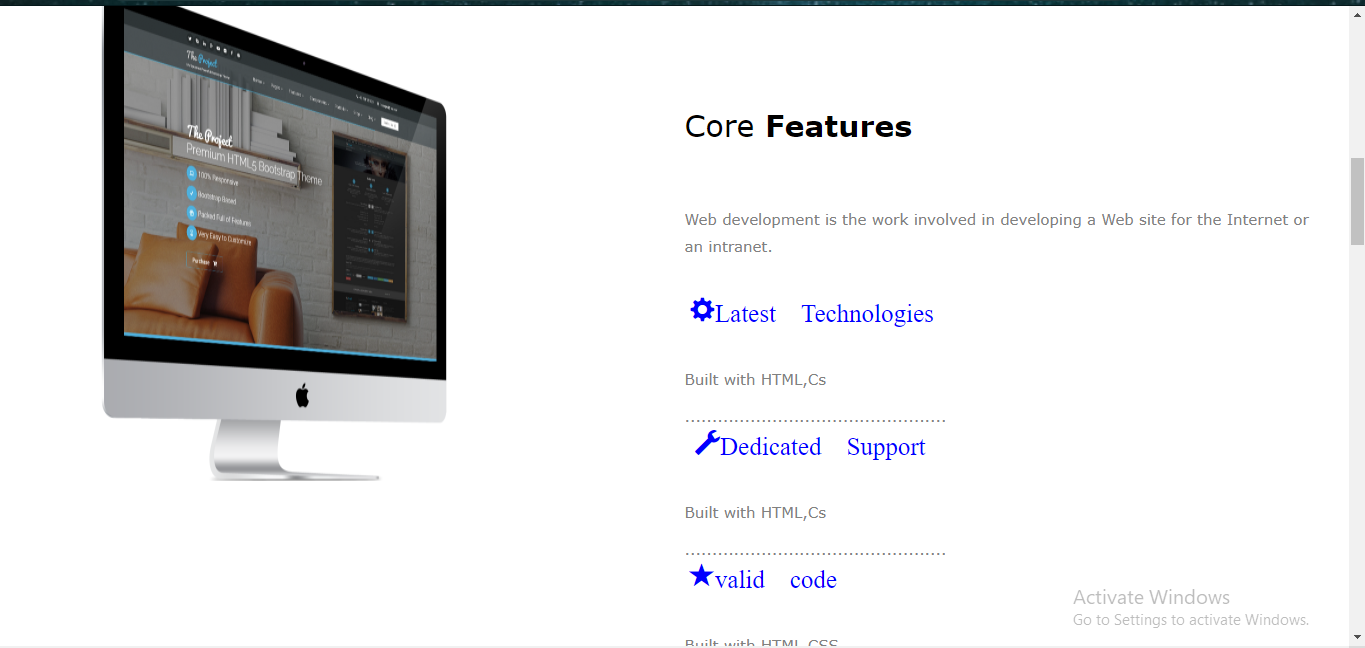 The Project
The Project
Premium HTML5 Bootstrap Theme
100% Responsive
Bootstrap Based
Packed Full of Features
Very Easy to Customize
Purchase
Core Features
Web development is the work involved in developing a Web site for the Internet or
an intranet.
Latest Technologies
Built with HTML,Cs
................................................
Dedicated Support
Built with HTML,Cs
................................................
valid code
Built with HTML,CSS
Activate Windows
Go to Settings to activate Windows.